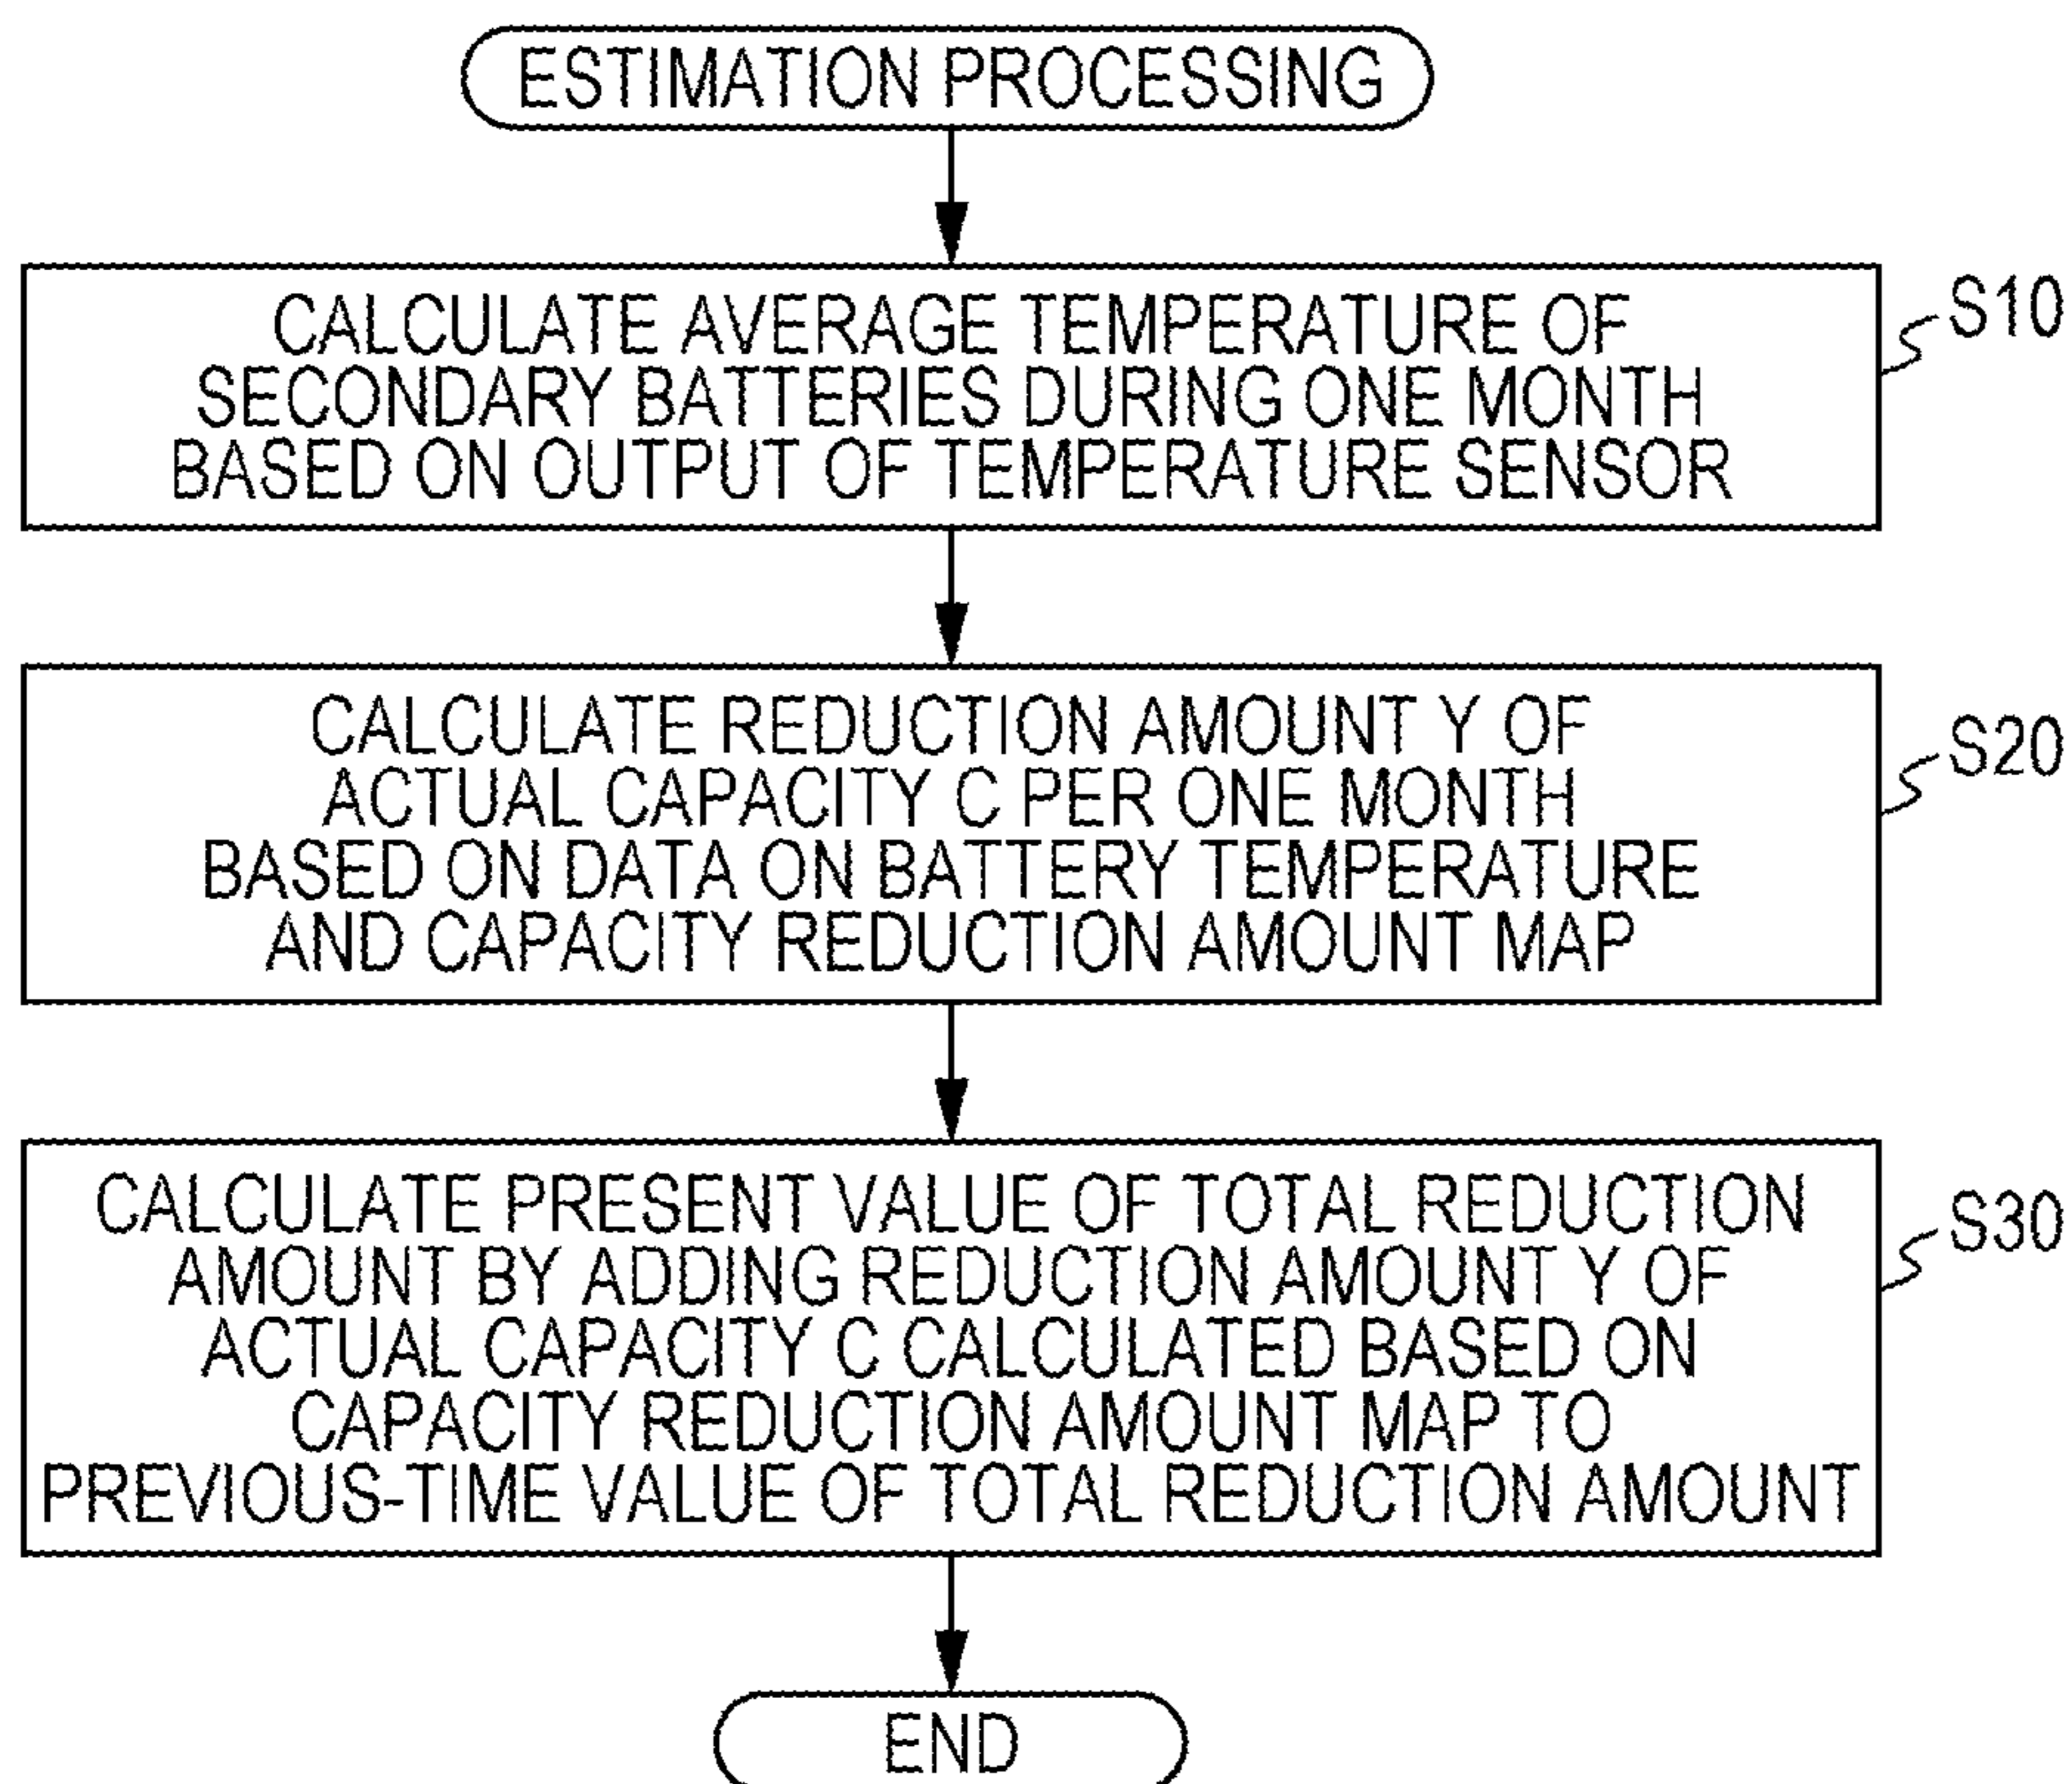 ESTIMATION PROCESSING
CALCULATE AVERAGE TEMPERATURE OF
SECONDARY BATTERIES DURING ONE MONTH
BASED ON OUTPUT OF TEMPERATURE SENSOR
S10
CALCULATE REDUCTION AMOUNT Y OF
ACTUAL CAPACITY C PER ONE MONTH
BASED ON DATA ON BATTERY TEMPERATURE
AND CAPACITY REDUCTION AMOUNT MAP
S20
CALCULATE PRESENT VALUE OF TOTAL REDUCTION
AMOUNT BY ADDING REDUCTION AMOUNT Y OF
ACTUAL CAPACITY C CALCULATED BASED ON
CAPACITY REDUCTION AMOUNT MAP TO
PREVIOUS-TIME VALUE OF TOTAL REDUCTION AMOUNT
S30
END